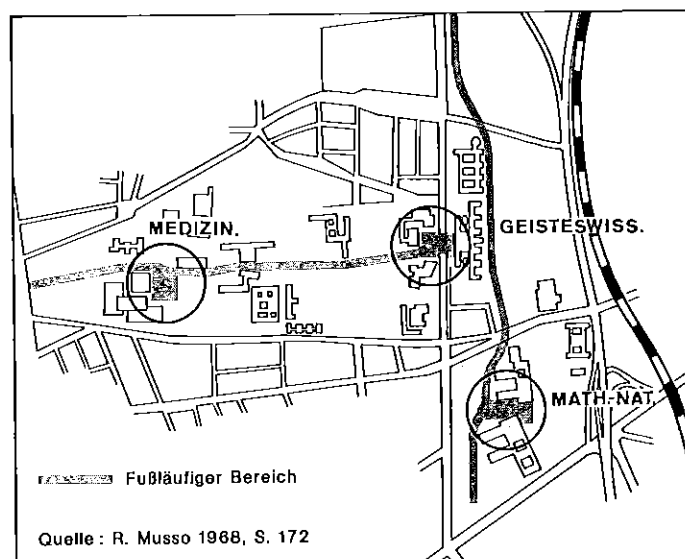 MEDIZIN.
GEISTESWISS.
MATH.-NAT.
Fußläufiger Bereich
Quelle : R. Musso 1968, S. 172